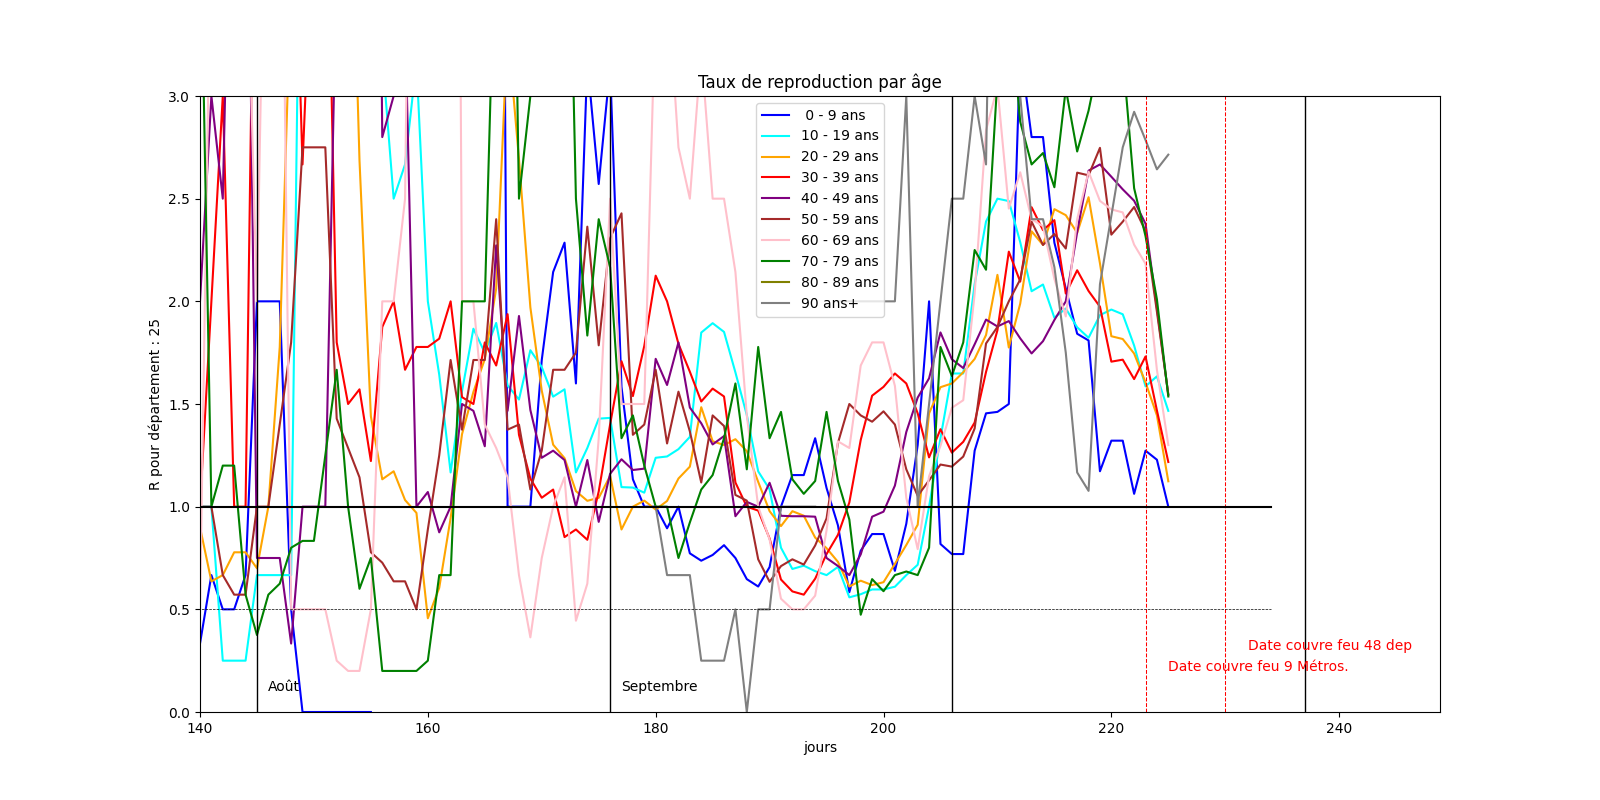 Taux de reproduction par âge
3.0
2.5
2.0
1.5
1.0
0.5
0.0
R pour département : 25
0 - 9 ans
10 - 19 ans
20 - 29 ans
30 - 39 ans
40 - 49 ans
50 - 59 ans
60 - 69 ans
70 - 79 ans
80 - 89 ans
90 ans+
Date couvre feu 48 dep
Date couvre feu 9 Métros.
Août
Septembre
140
160
180
200
220
240
jours